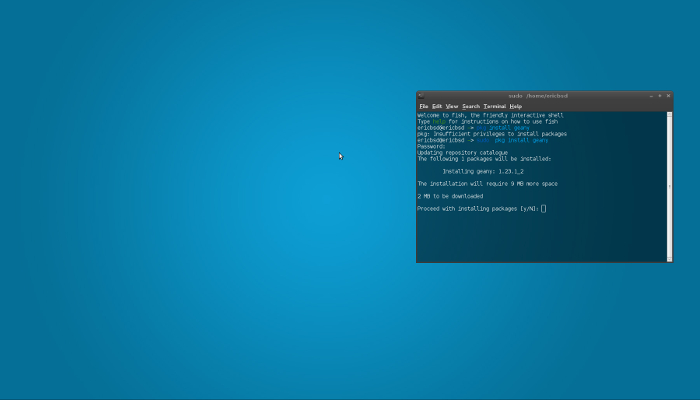 sudo /home/ericbsd
File Edit View Search Terminal Help
Welcome to fish, the friendly interactive shell
Type help for instructions on how to use fish
ericbsd@ericbsd ~> pkg install geany
pkg: Insufficient privileges to install packages
ericbsd@ericbsd ~> sudo pkg install geany
Password:
Updating repository catalogue
The following 1 packages will be installed:
Installing geany: 1.23.1_2
The installation will require 9 MB more space
2 MB to be downloaded
Proceed with installing packages [y/N]: